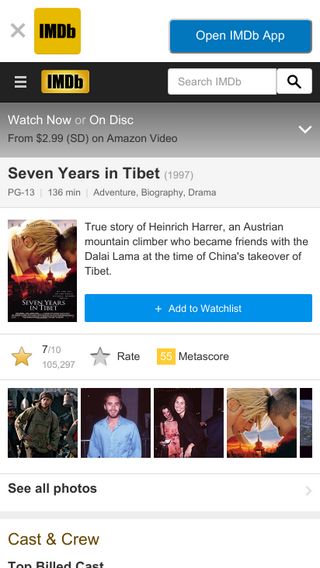 IMDb
Open IMDb App
IMDb
Search IMDb
Watch Now or On Disc
From $2.99 (SD) on Amazon Video
Seven Years in Tibet (1997)
PG-13 | 136 min | Adventure, Biography, Drama
True story of Heinrich Harrer, an Austrian
mountain climber who became friends with the
Dalai Lama at the time of China's takeover of
Tibet.
SEVEN YEARS IN TIBET
+ Add to Watchlist
7/10
105,297
Rate
55 Metascore
See all photos
Cast & Crew
Top Billed Cast